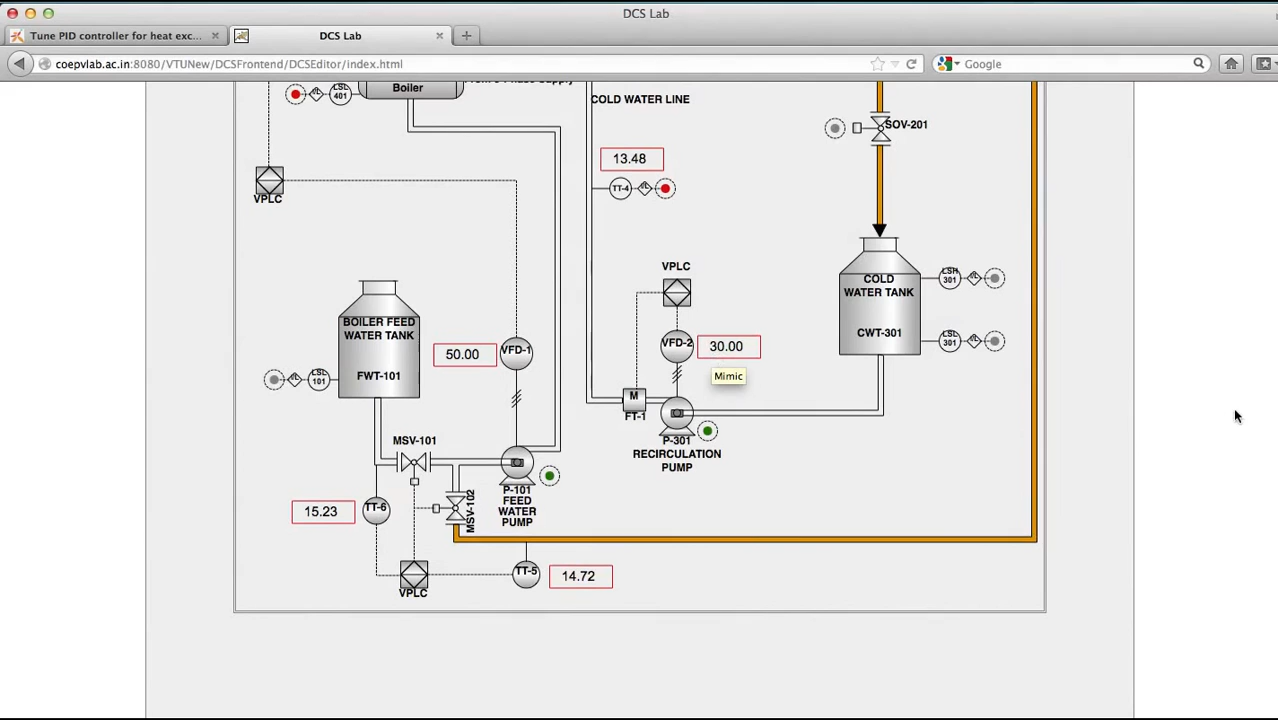 DCS Lab
Tune PID controller for heat exc...
DCS Lab
coepvlab.ac.in:8080/VTUNew/DCSFrontend/DCSEditor/index.html
Google
LSL
401
Boiler
COLD WATER LINE
SOV-201
13.48
TT-4
VPLC
VPLC
LSH
301
COLD
WATER TANK
CWT-301
LSL
301
BOILER FEED
WATER TANK
FWT-101
LSL
101
50.00
VFD-1
VFD-2
30.00
Mimic
M
FT-1
P-301
RECIRCULATION
PUMP
MSV-101
MSV-102
P-101
FEED
WATER
PUMP
15.23
TT-6
VPLC
TT-5
14.72